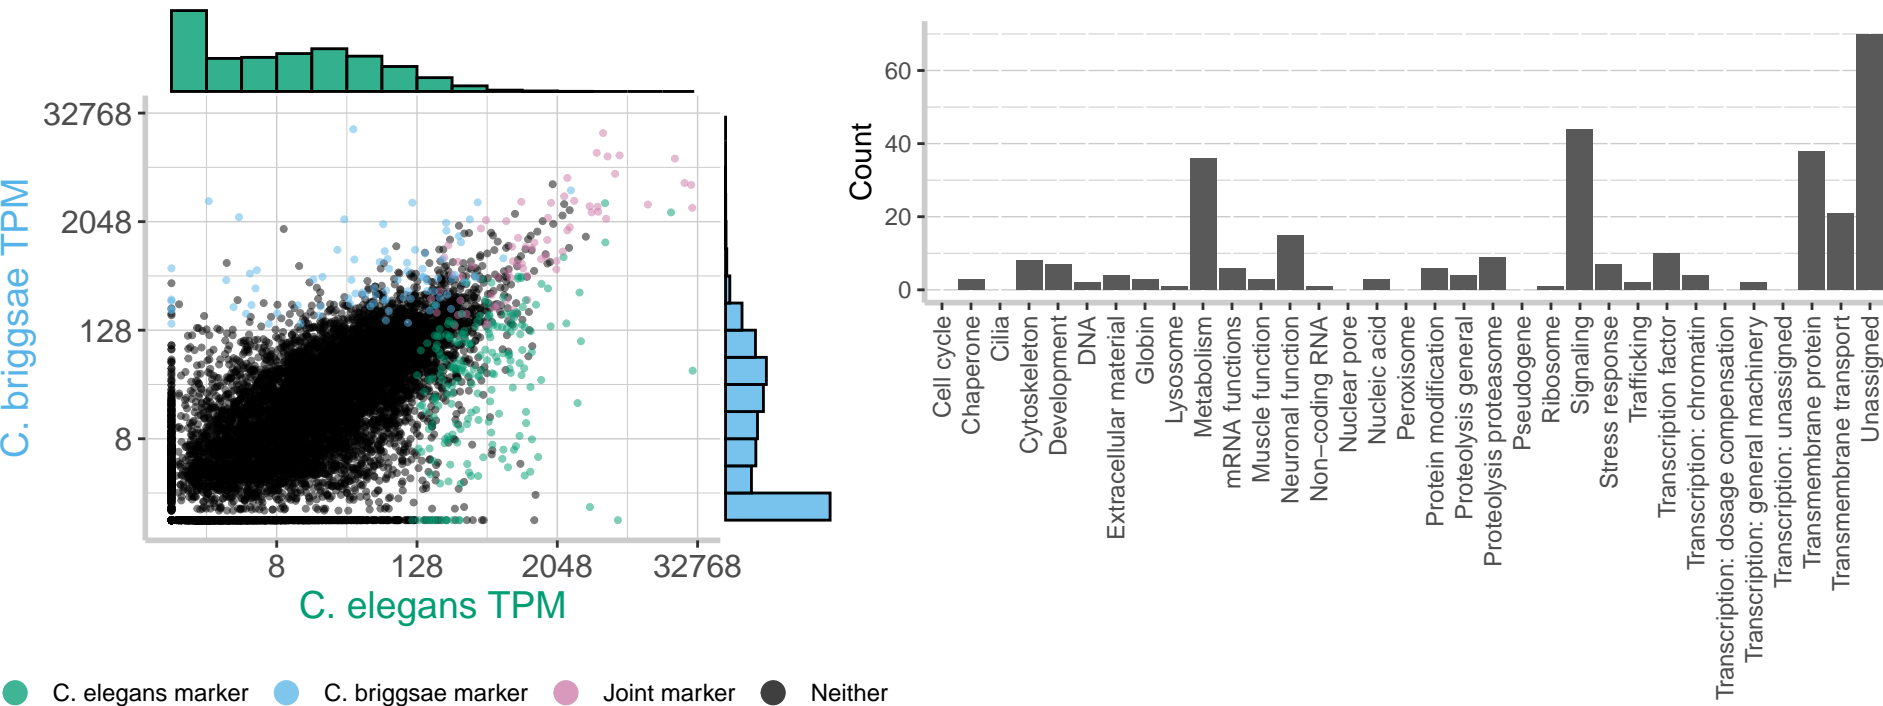 32768
2048
128
8
C. briggsae TPM
8
128
2048
32768
C. elegans TPM
C. elegans marker
C. briggsae marker
Joint marker
Neither
Count
60
40
20
0
Cell cycle
Chaperone
Cilia
Cytoskeleton
Development
DNA
Extracellular material
Globin
Lysosome
Metabolism
mRNA functions
Muscle function
Neuronal function
Non−coding RNA
Nuclear pore
Nucleic acid
Peroxisome
Protein modification
Proteolysis general
Proteolysis proteasome
Pseudogene
Ribosome
Signaling
Stress response
Trafficking
Transcription factor
Transcription: chromatin
Transcription: dosage compensation
Transcription: general machinery
Transcription: unassigned
Transmembrane protein
Transmembrane transport
Unassigned